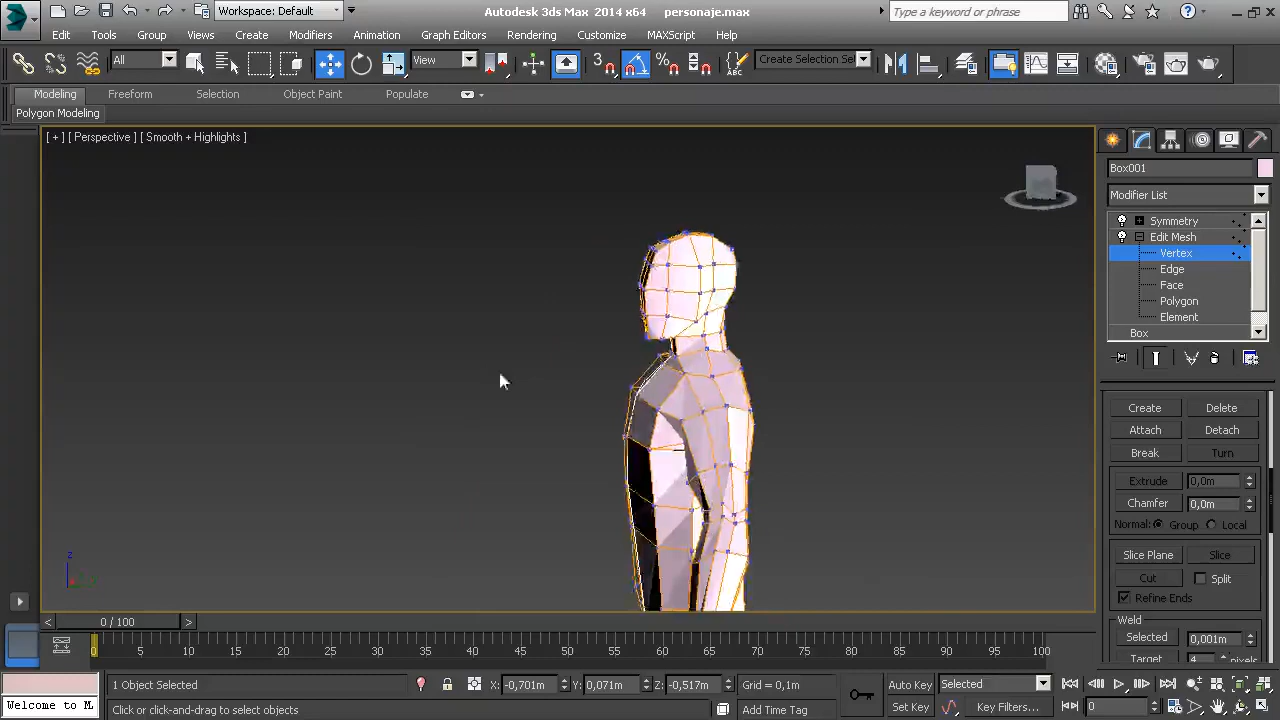 Workspace: Default
Autodesk 3ds Max  2014 x64     personaje.max
Type a keyword or phrase
Edit Tools Group Views Create Modifiers Animation Graph Editors Rendering Customize MAXScript Help
All View 3 Create Selection Se
Modeling Freeform Selection Object Paint Populate
Polygon Modeling
[ + ] [ Perspective ] [ Smooth + Highlights ]
Box001
Modifier List
Symmetry
Edit Mesh
Vertex
Edge
Face
Polygon
Element
Box
Create Delete
Attach Detach
Break Turn
Extrude 0,0m
Chamfer 0,0m
Normal: Group Local
Slice Plane Slice
Cut Split
Refine Ends
Weld
Selected 0,001m
Target 4 pixels
z
< 0 / 100 >
0 5 10 15 20 25 30 35 40 45 50 55 60 65 70 75 80 85 90 95 100
1 Object Selected X: -0,701m Y: 0,071m Z: -0,517m Grid = 0,1m Auto Key Selected
Welcome to M. Click or click-and-drag to select objects Add Time Tag Set Key Key Filters... 0